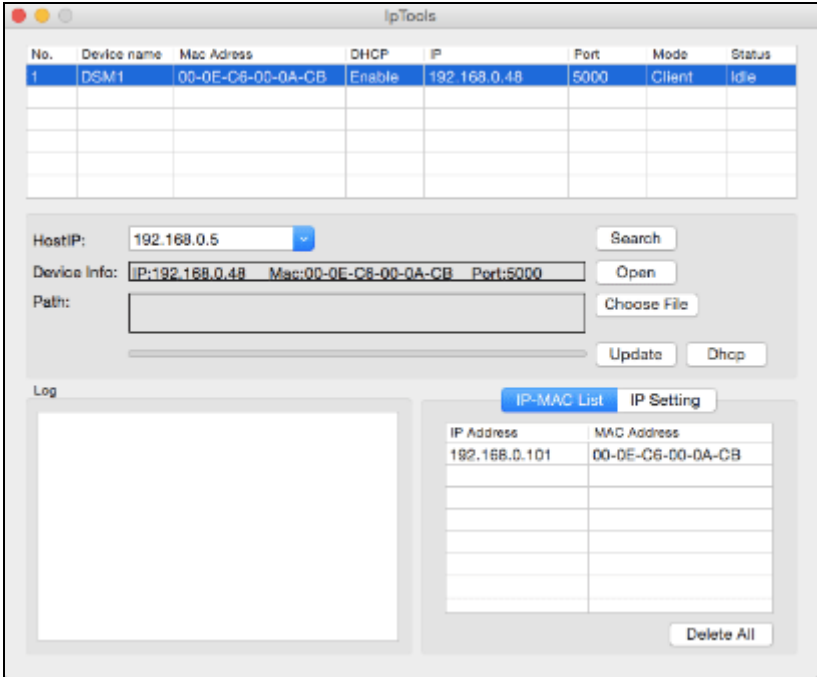 IpTools
No. Device name Mac Adress DHCP IP Port Mode Status
1 DSM1 00-0E-C6-00-0A-CB Enable 192.168.0.48 5000 Client Idle
HostIP: 192.168.0.5 Search
Device Info: IP:192.168.0.48 Mac:00-0E-C6-00-0A-CB Port:5000 Open
Path: Choose File
Update Dhcp
Log IP-MAC List IP Setting
IP Address MAC Address
192.168.0.101 00-0E-C6-00-0A-CB
Delete All